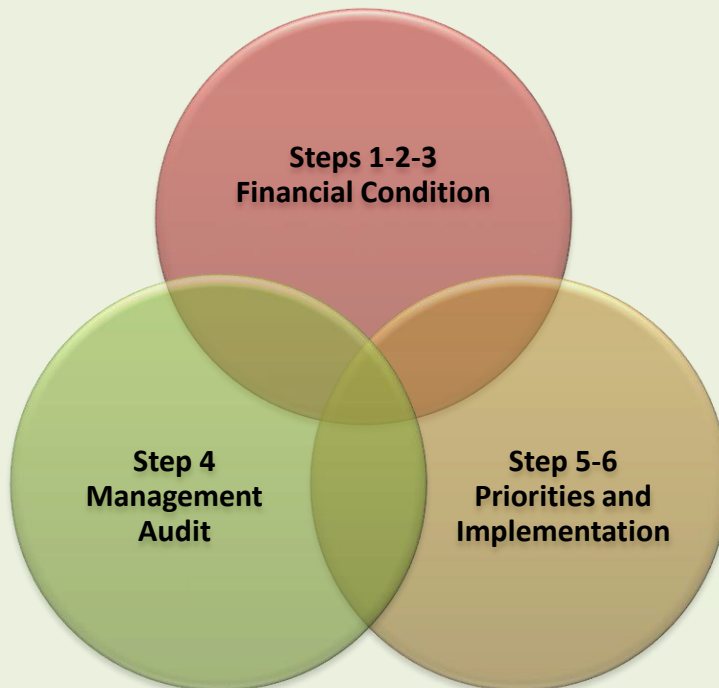 Steps 1-2-3
Financial Condition
Step 4
Management
Audit
Step 5-6
Priorities and
Implementation